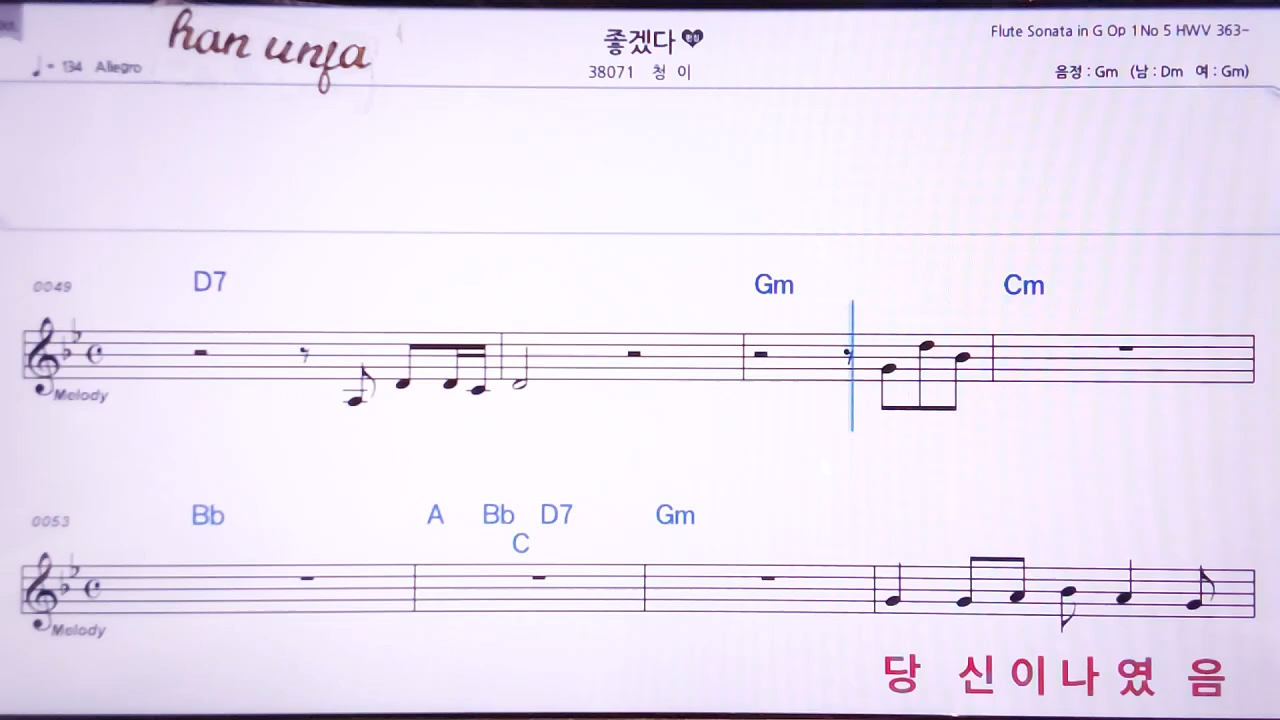 han unfa
좋겠다
Flute Sonata in G Op 1 No 5 HWV 363~
♩= 134 Allegro
38071 청 이
음정 : Gm (남 : Dm 여 : Gm)
0049 D7 Gm Cm
Melody
0053 Bb A Bb D7 Gm
C
Melody
당 신 이 나 였 음